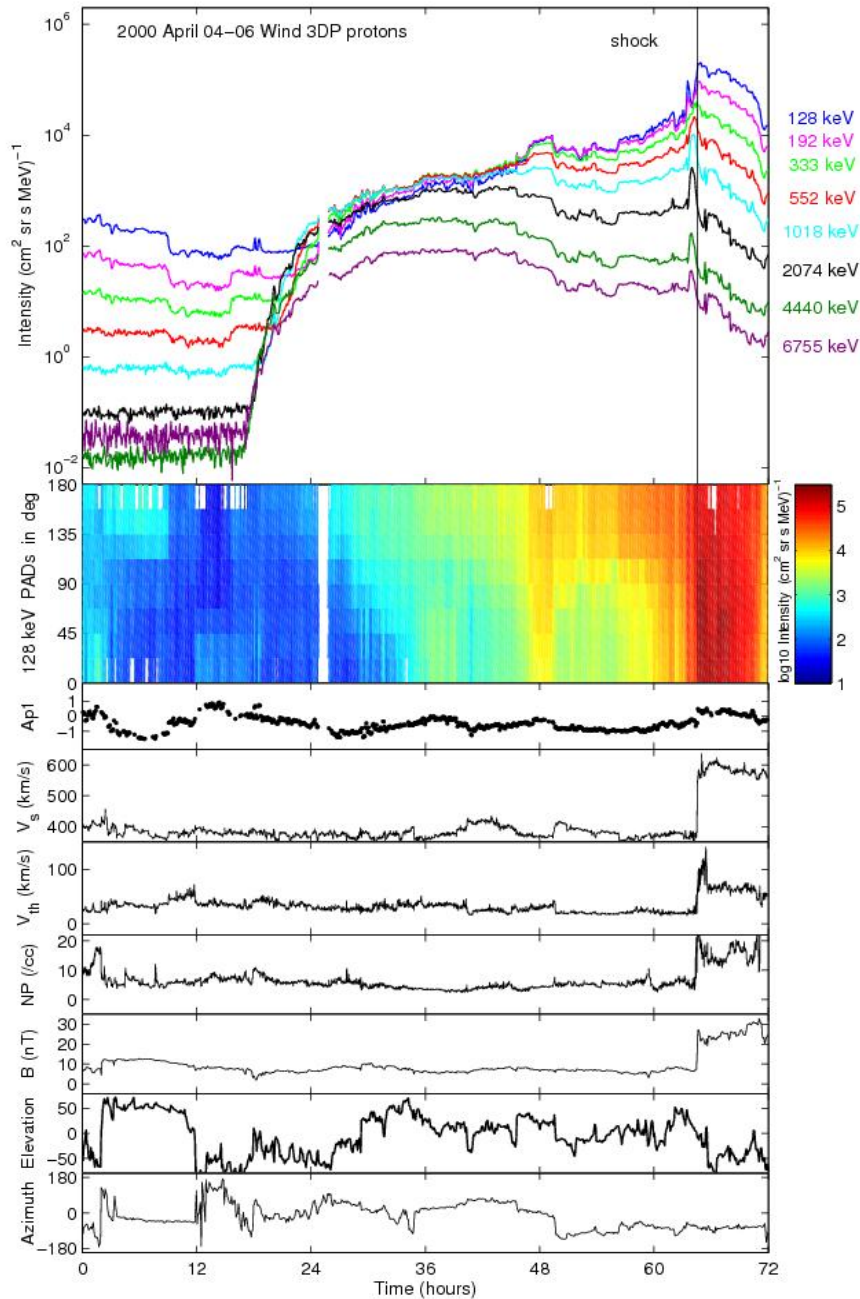 2000 April 04–06 Wind 3DP protons
shock
10^6
10^4
10^2
10^0
10^−2
Intensity (cm² sr s MeV)^−1
128 keV
192 keV
333 keV
552 keV
1018 keV
2074 keV
4440 keV
6755 keV
180
135
90
45
0
128 keV PADs in deg
5
4
3
2
1
log10 Intensity (cm² sr s MeV)^−1
1
0
−1
Ap1
600
500
400
V_s (km/s)
100
0
V_th (km/s)
20
10
0
NP (/cc)
30
20
10
0
B (nT)
50
0
−50
Elevation
180
0
−180
Azimuth
0 12 24 36 48 60 72
Time (hours)